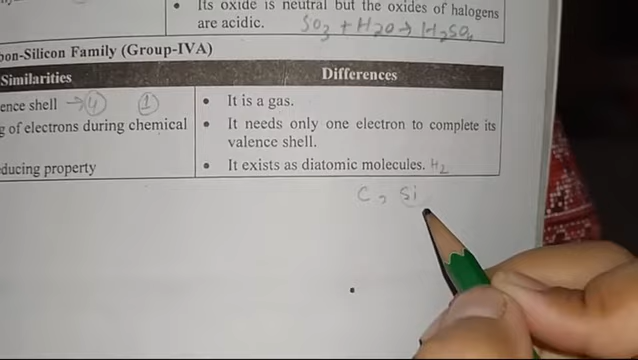 Its oxide is neutral but the oxides of halogens
are acidic. SO3 + H2O → H2SO4
bon-Silicon Family (Group-IVA)
Similarities Differences
ence shell → 4 1 • It is a gas.
g of electrons during chemical • It needs only one electron to complete its
valence shell.
ducing property • It exists as diatomic molecules. H2
C, Si